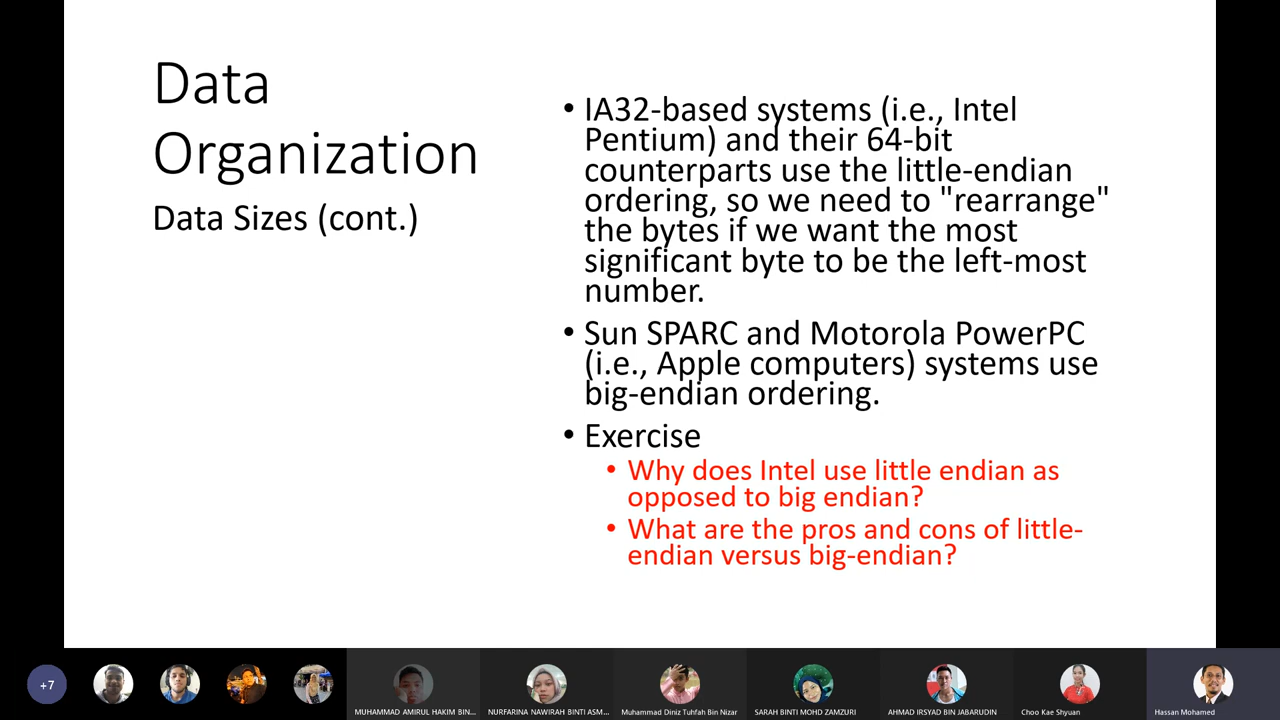 Data
Organization
Data Sizes (cont.)
• IA32-based systems (i.e., Intel
Pentium) and their 64-bit
counterparts use the little-endian
ordering, so we need to "rearrange"
the bytes if we want the most
significant byte to be the left-most
number.
• Sun SPARC and Motorola PowerPC
(i.e., Apple computers) systems use
big-endian ordering.
• Exercise
• Why does Intel use little endian as
opposed to big endian?
• What are the pros and cons of little-
endian versus big-endian?
+7
MUHAMMAD AMIRUL HAKIM BIN...
NURFARINA NAWIRAH BINTI ASM...
Muhammad Diniz Tuhfah Bin Nizar
SARAH BINTI MOHD ZAMZURI
AHMAD IRSYAD BIN JABARUDIN
Choo Kae Shyuan
Hassan Mohamed